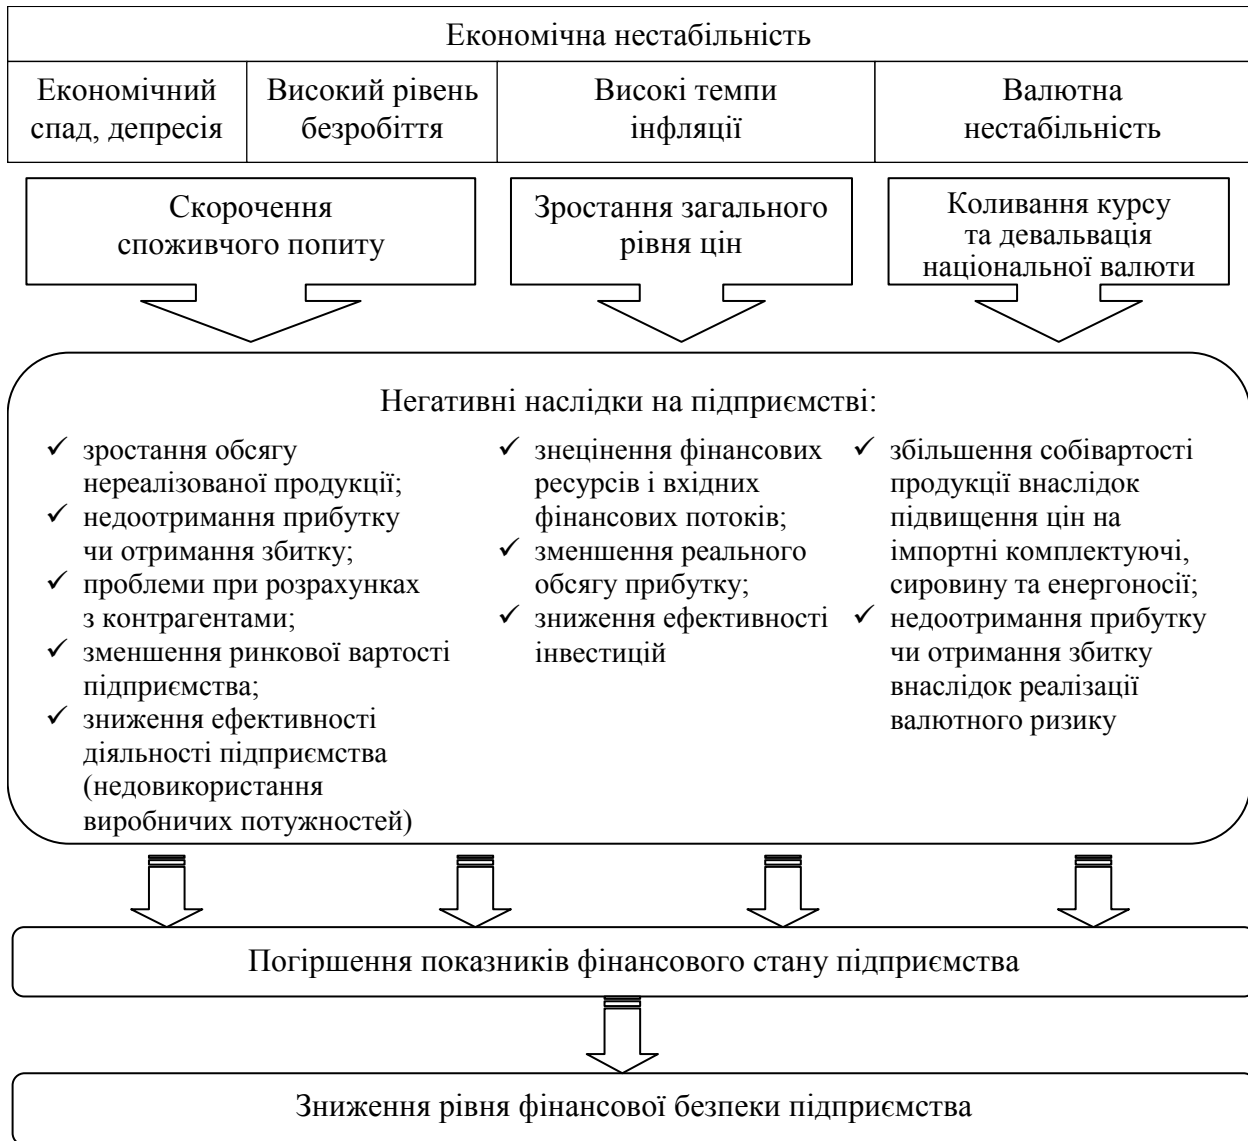 Економічна нестабільність
Економічний
спад, депресія
Високий рівень
безробіття
Високі темпи
інфляції
Валютна
нестабільність
Скорочення
споживчого попиту
Зростання загального
рівня цін
Коливання курсу
та девальвація
національної валюти
Негативні наслідки на підприємстві:
✓ зростання обсягу
нереалізованої продукції;
✓ недоотримання прибутку
чи отримання збитку;
✓ проблеми при розрахунках
з контрагентами;
✓ зменшення ринкової вартості
підприємства;
✓ зниження ефективності
діяльності підприємства
(недовикористання
виробничих потужностей)
✓ знецінення фінансових
ресурсів і вхідних
фінансових потоків;
✓ зменшення реального
обсягу прибутку;
✓ зниження ефективності
інвестицій
✓ збільшення собівартості
продукції внаслідок
підвищення цін на
імпортні комплектуючі,
сировину та енергоносії;
✓ недоотримання прибутку
чи отримання збитку
внаслідок реалізації
валютного ризику
Погіршення показників фінансового стану підприємства
Зниження рівня фінансової безпеки підприємства